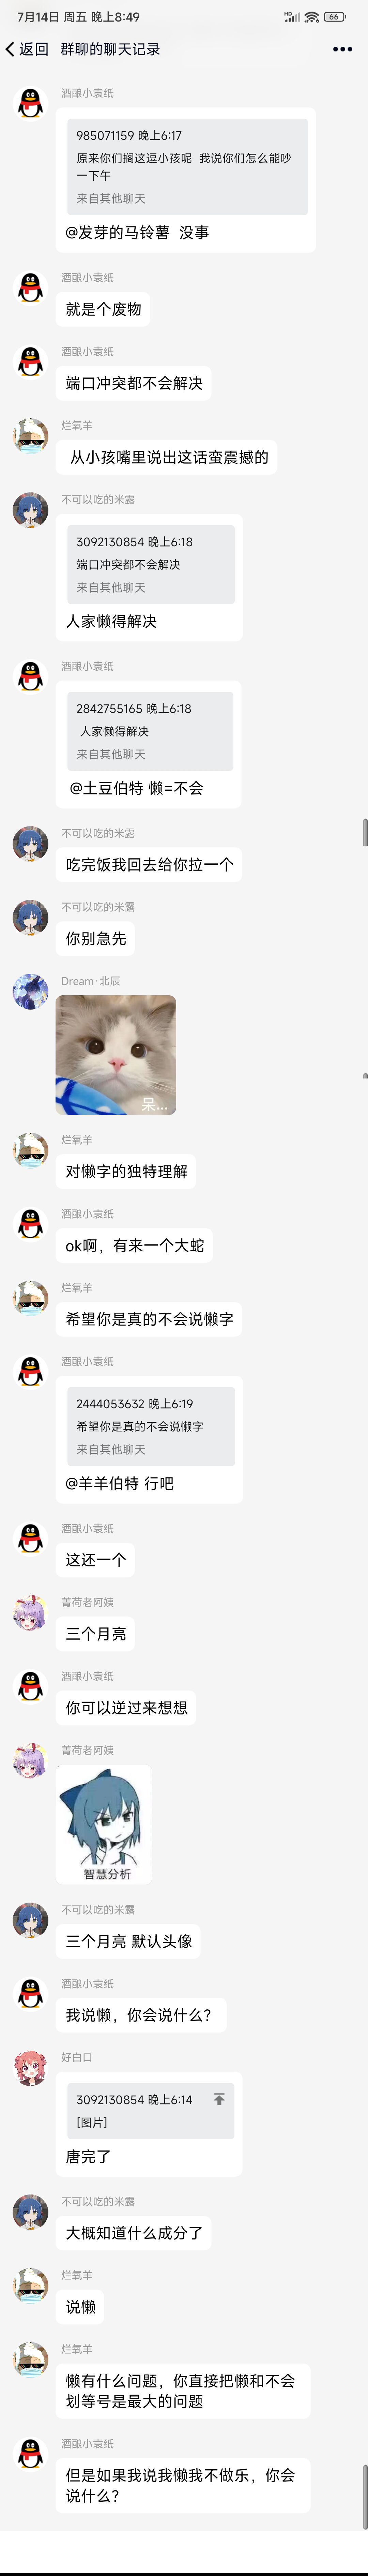 7月14日 周五 晚上8:49
HD
66
返回 群聊的聊天记录
酒酿小袁纸
985071159 晚上6:17
原来你们搁这逗小孩呢 我说你们怎么能吵
一下午
来自其他聊天
@发芽的马铃薯 没事
酒酿小袁纸
就是个废物
酒酿小袁纸
端口冲突都不会解决
烂氧羊
从小孩嘴里说出这话蛮震撼的
不可以吃的米露
3092130854 晚上6:18
端口冲突都不会解决
来自其他聊天
人家懒得解决
酒酿小袁纸
2842755165 晚上6:18
人家懒得解决
来自其他聊天
@土豆伯特 懒=不会
不可以吃的米露
吃完饭我回去给你拉一个
不可以吃的米露
你别急先
Dream·北辰
呆...
烂氧羊
对懒字的独特理解
酒酿小袁纸
ok啊，有来一个大蛇
烂氧羊
希望你是真的不会说懒字
酒酿小袁纸
2444053632 晚上6:19
希望你是真的不会说懒字
来自其他聊天
@羊羊伯特 行吧
酒酿小袁纸
这还一个
菁荷老阿姨
三个月亮
酒酿小袁纸
你可以逆过来想想
菁荷老阿姨
智慧分析
不可以吃的米露
三个月亮 默认头像
酒酿小袁纸
我说懒，你会说什么？
好白口
3092130854 晚上6:14
[图片]
唐完了
不可以吃的米露
大概知道什么成分了
烂氧羊
说懒
烂氧羊
懒有什么问题，你直接把懒和不会
划等号是最大的问题
酒酿小袁纸
但是如果我说我懒我不做乐，你会
说什么？